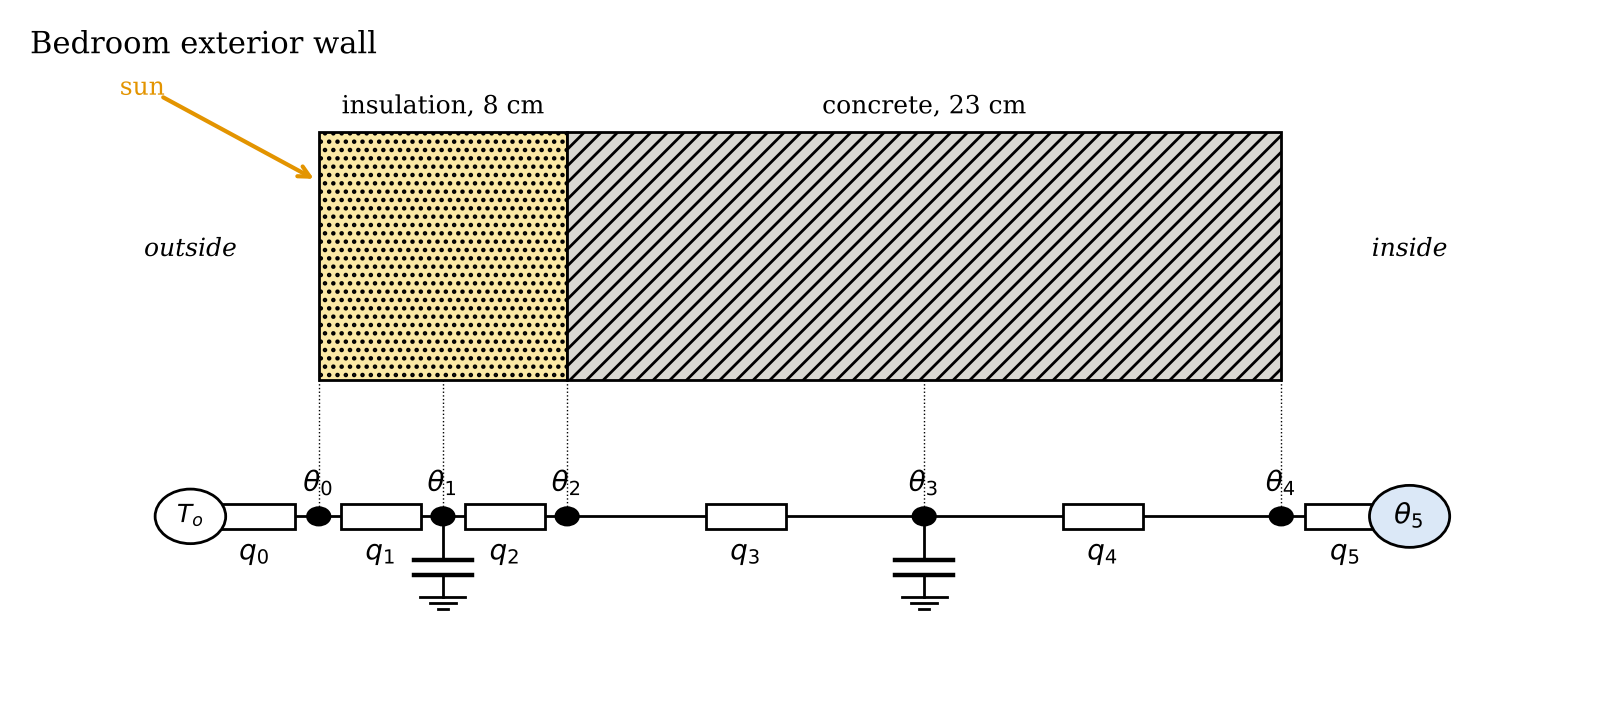 Bedroom exterior wall
sun
insulation, 8 cm
concrete, 23 cm
outside
inside
θ₀
θ₁
θ₂
θ₃
θ₄
Tₒ
θ₅
q₀
q₁
q₂
q₃
q₄
q₅